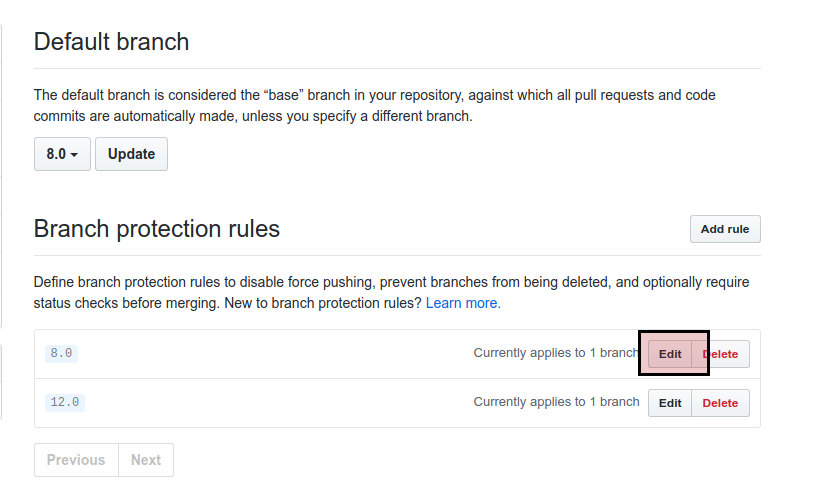 Default branch
The default branch is considered the “base” branch in your repository, against which all pull requests and code
commits are automatically made, unless you specify a different branch.
8.0 Update
Branch protection rules Add rule
Define branch protection rules to disable force pushing, prevent branches from being deleted, and optionally require
status checks before merging. New to branch protection rules? Learn more.
8.0 Currently applies to 1 branch Edit Delete
12.0 Currently applies to 1 branch Edit Delete
Previous Next